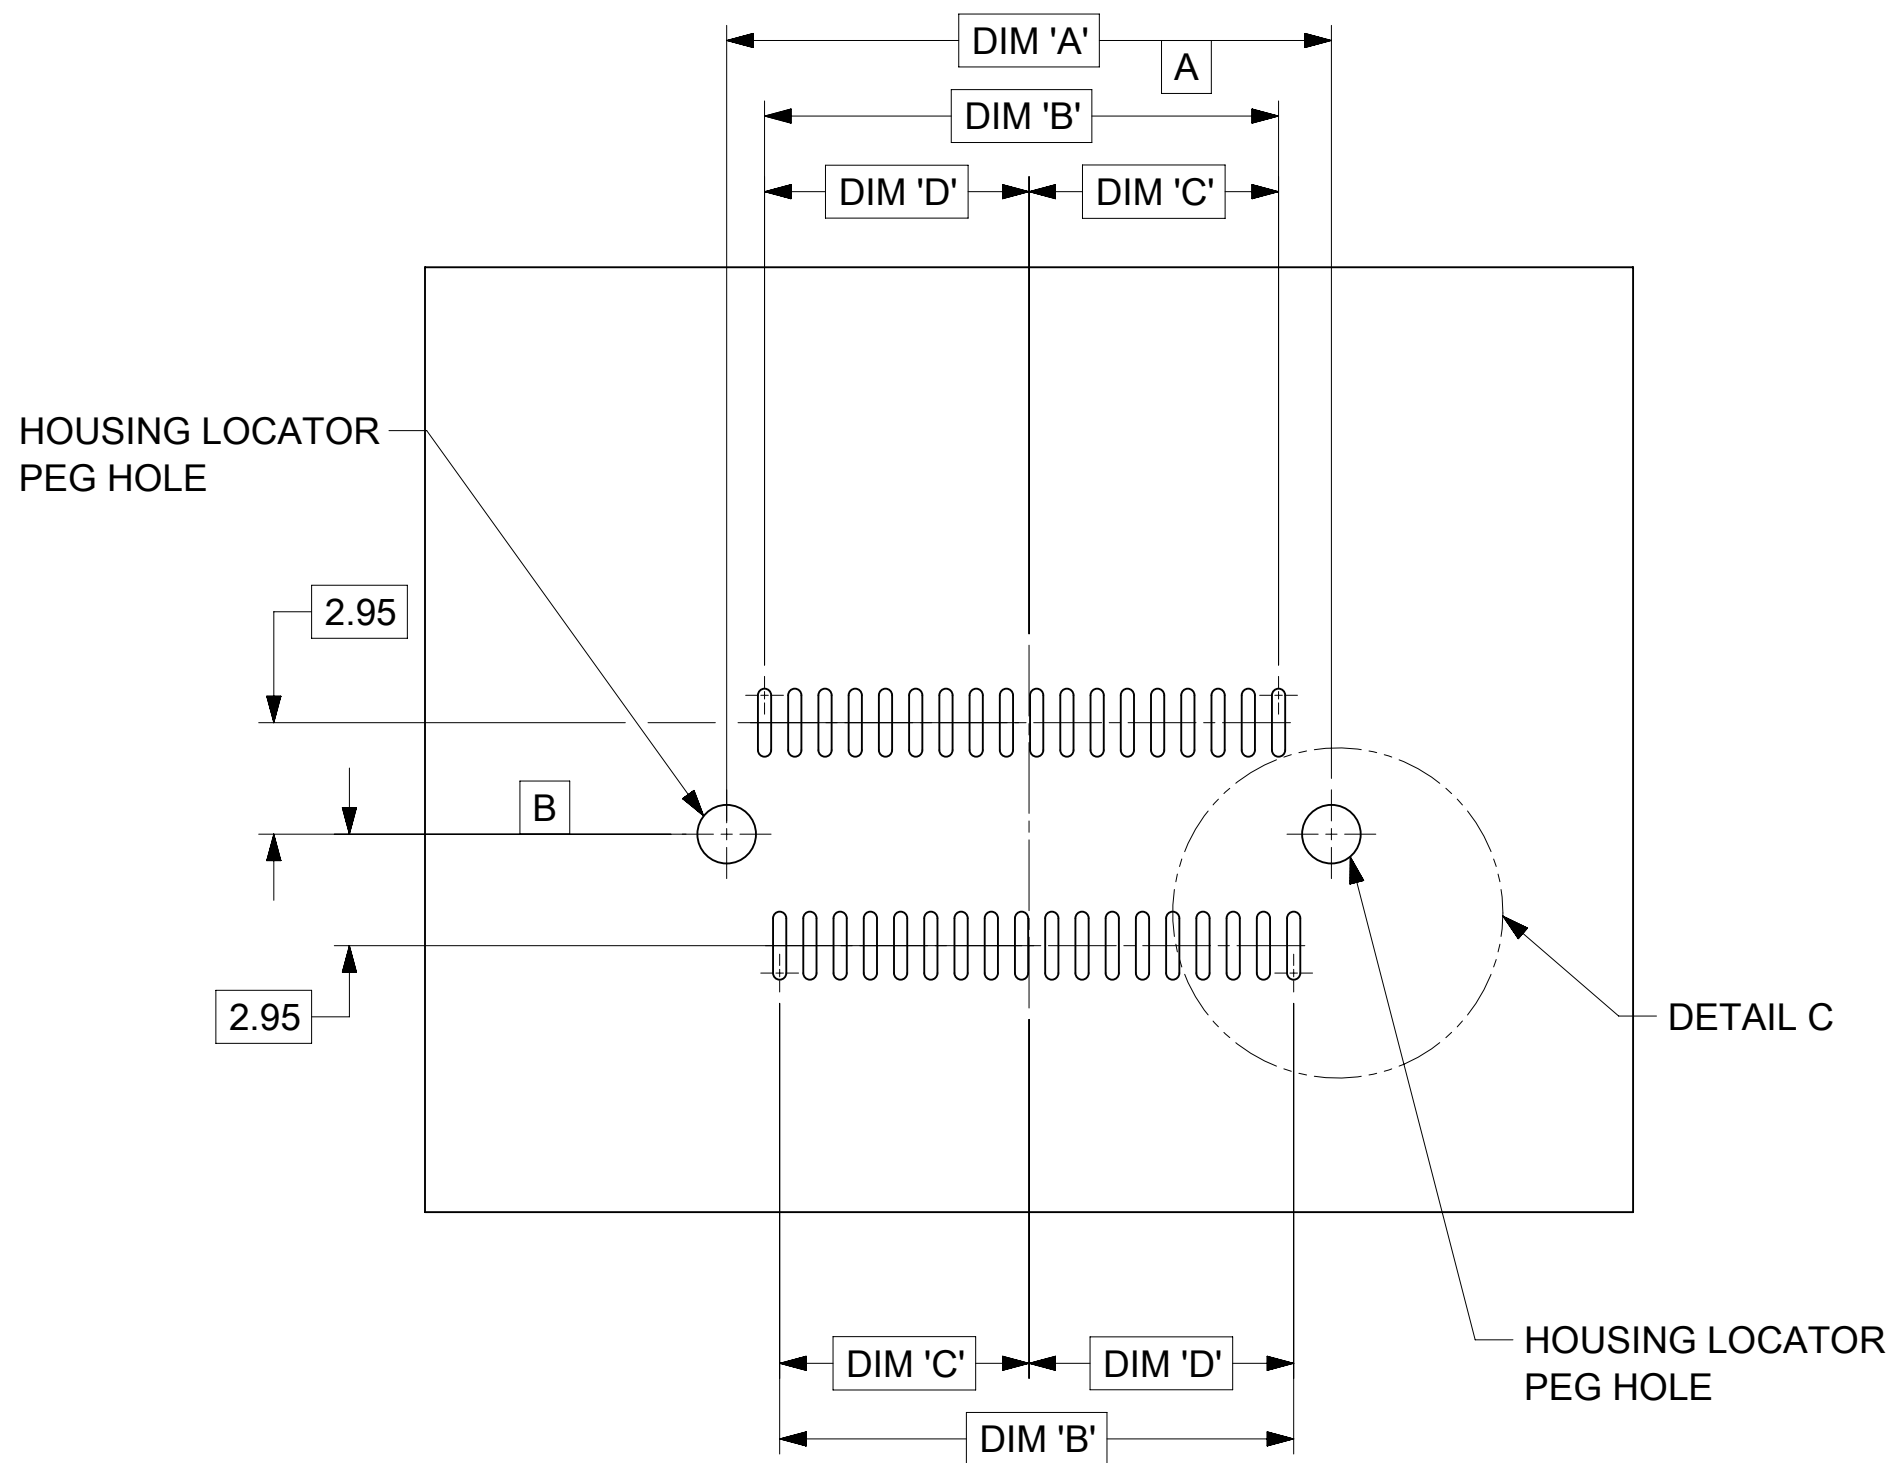 DIM 'A'
A
DIM 'B'
DIM 'D'
DIM 'C'
HOUSING LOCATOR
PEG HOLE
2.95
B
2.95
DETAIL C
HOUSING LOCATOR
PEG HOLE
DIM 'C'
DIM 'D'
DIM 'B'